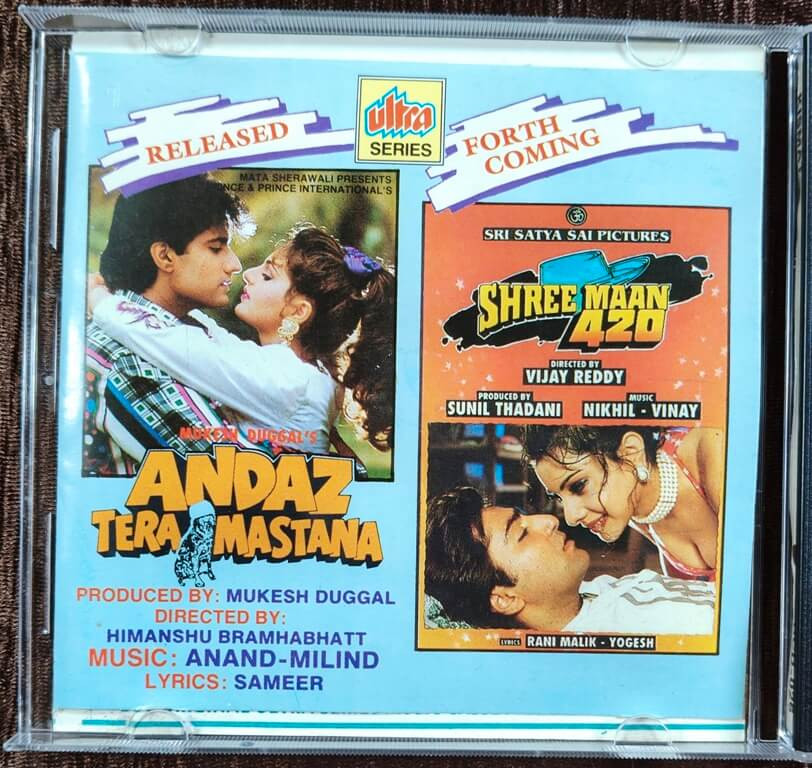 RELEASED
ultra
SERIES
FORTH
COMING
MATA SHERAWALI PRESENTS
NCE & PRINCE INTERNATIONAL'S
MUKESH DUGGAL'S
ANDAZ
TERA MASTANA
PRODUCED BY: MUKESH DUGGAL
DIRECTED BY:
HIMANSHU BRAMHABHATT
MUSIC: ANAND-MILIND
LYRICS: SAMEER
ॐ
SRI SATYA SAI PICTURES
SHREE MAAN
420
DIRECTED BY
VIJAY REDDY
PRODUCED BY
SUNIL THADANI
MUSIC
NIKHIL - VINAY
LYRICS RANI MALIK - YOGESH